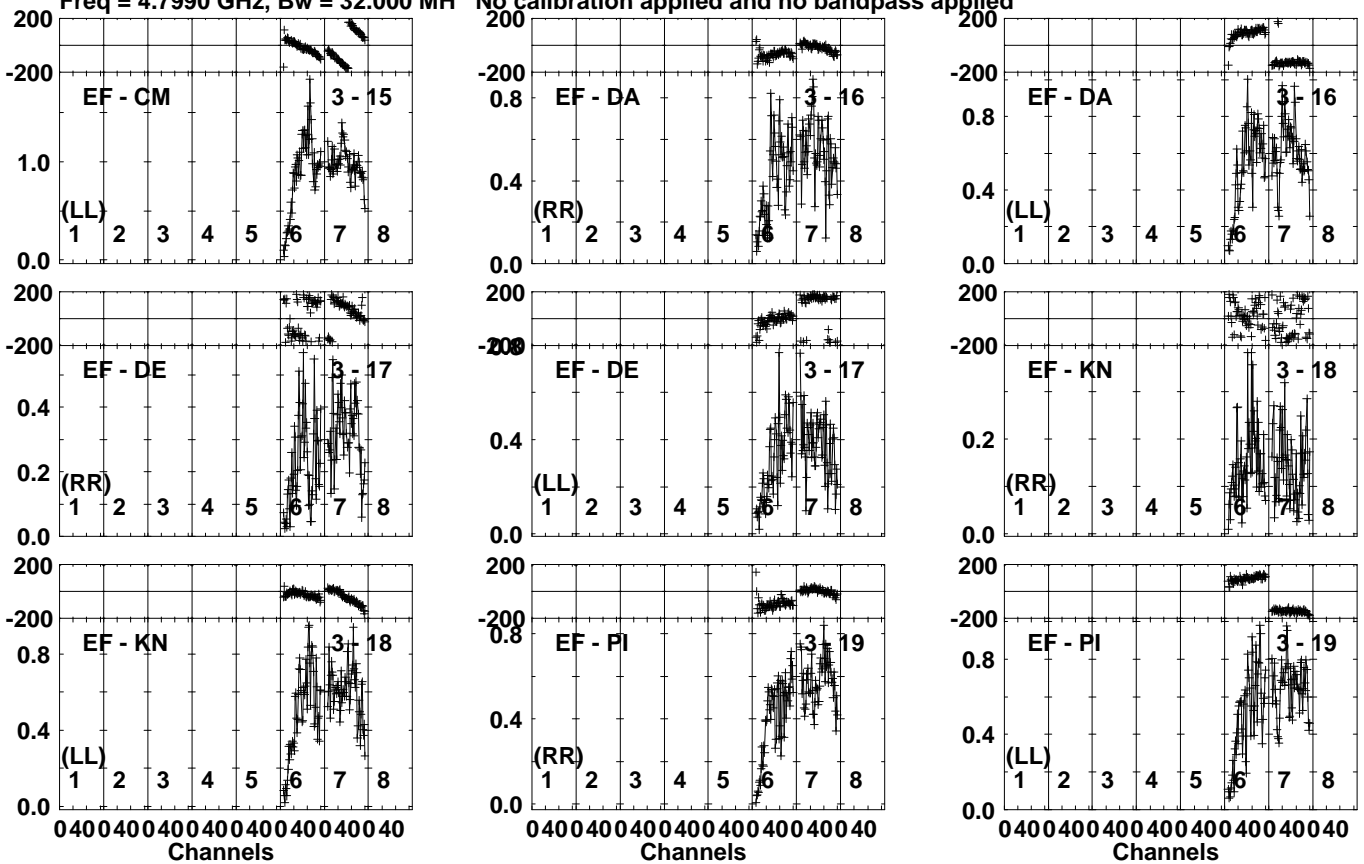 Freq = 4.7990 GHz, Bw = 32.000 MH No calibration applied and no bandpass applied
200 200 200
-200 -200 -200
EF - CM 3 - 15 EF - DA 3 - 16 EF - DA 3 - 16
0.8 0.8
1.0
0.4 0.4
(LL) (RR) (LL)
1 2 3 4 5 6 7 8 1 2 3 4 5 6 7 8 1 2 3 4 5 6 7 8
0.0 0.0 0.0
200 200 200
-200 -200 -200
0.8
EF - DE 3 - 17 EF - DE 3 - 17 EF - KN 3 - 18
0.4 0.4 0.2
0.2
(RR) (LL) (RR)
1 2 3 4 5 6 7 8 1 2 3 4 5 6 7 8 1 2 3 4 5 6 7 8
0.0 0.0 0.0
200 200 200
-200 -200 -200
EF - KN 3 - 18 EF - PI 3 - 19 EF - PI 3 - 19
0.8 0.8 0.8
0.4 0.4 0.4
(LL) (RR) (LL)
1 2 3 4 5 6 7 8 1 2 3 4 5 6 7 8 1 2 3 4 5 6 7 8
0.0 0.0 0.0
0 40 0 40 0 40 0 40 0 40 0 40 0 40 0 40 0 40 0 40 0 40 0 40 0 40 0 40 0 40 0 40 0 40 0 40 0 40 0 40 0 40 0 40 0 40 0 40
Channels Channels Channels